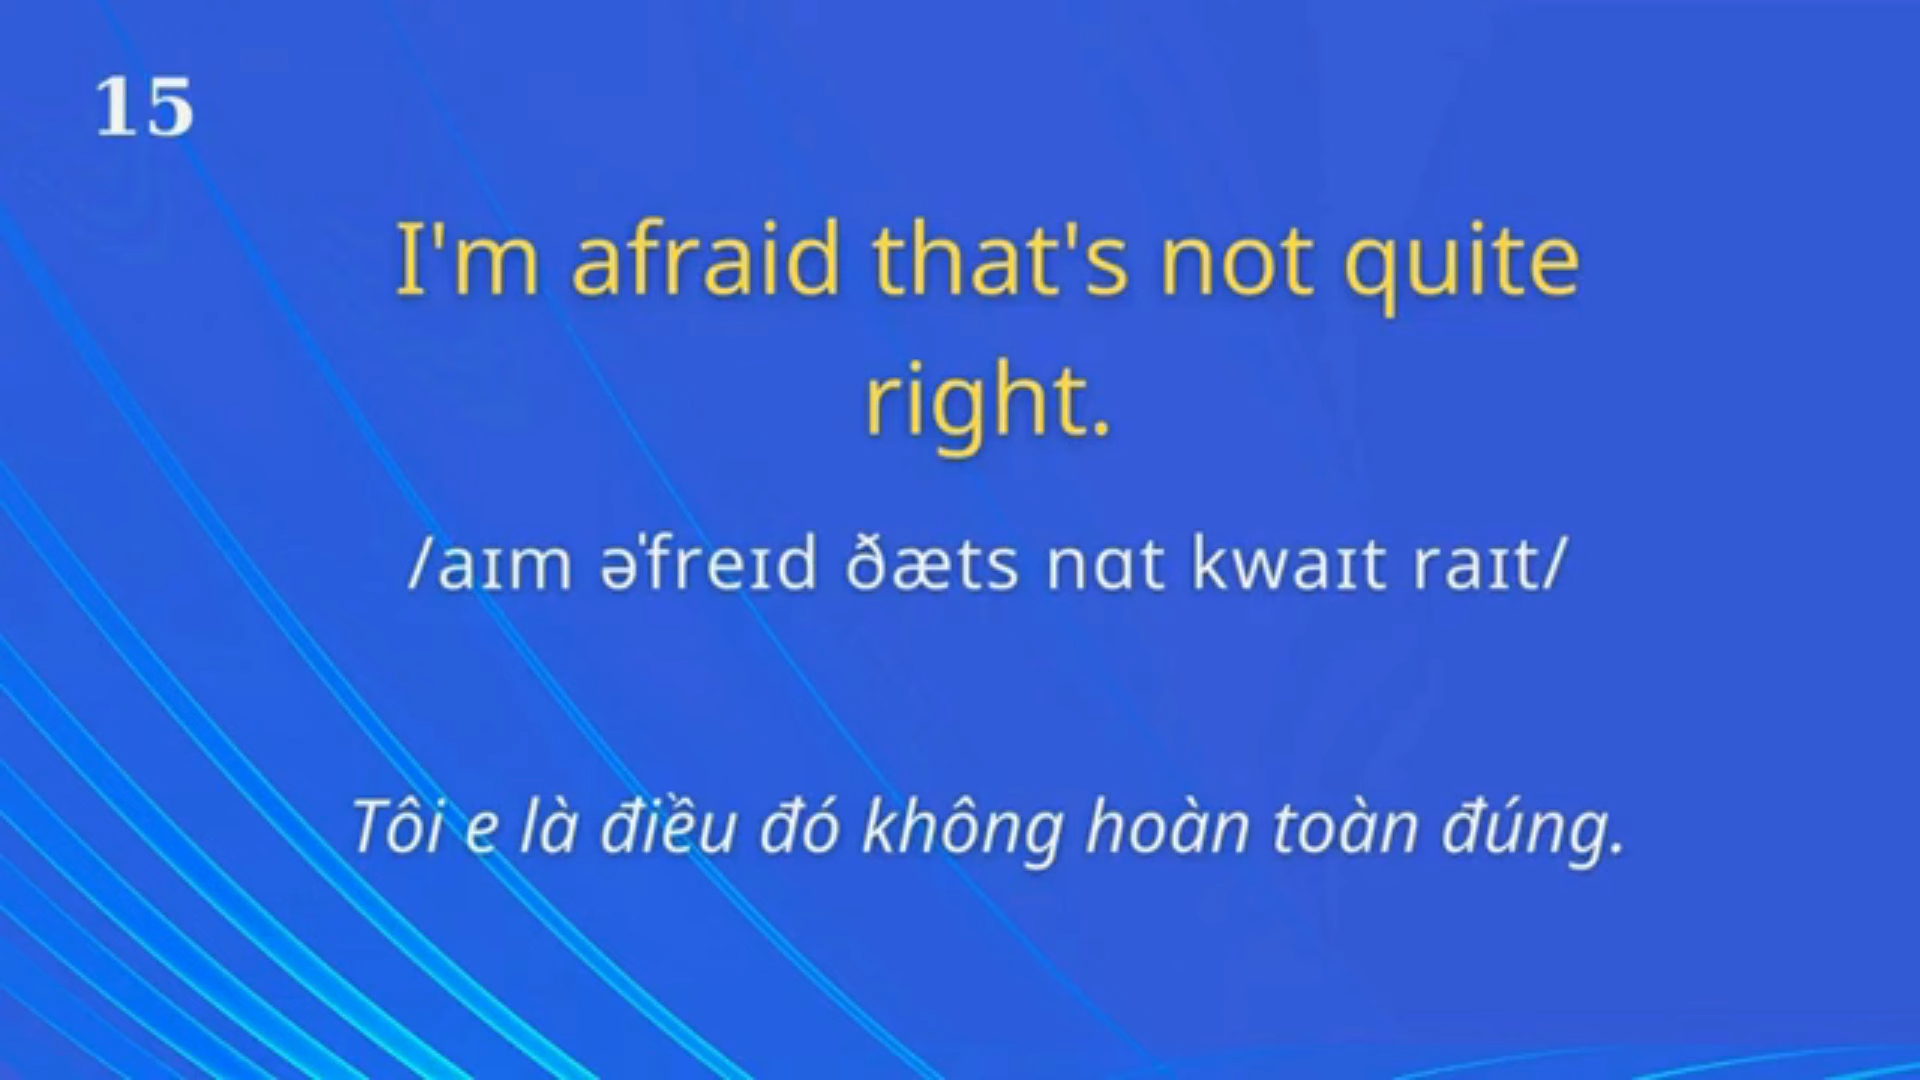 15
I'm afraid that's not quite
right.
/aɪm əˈfreɪd ðæts nɑt kwaɪt raɪt/
Tôi e là điều đó không hoàn toàn đúng.